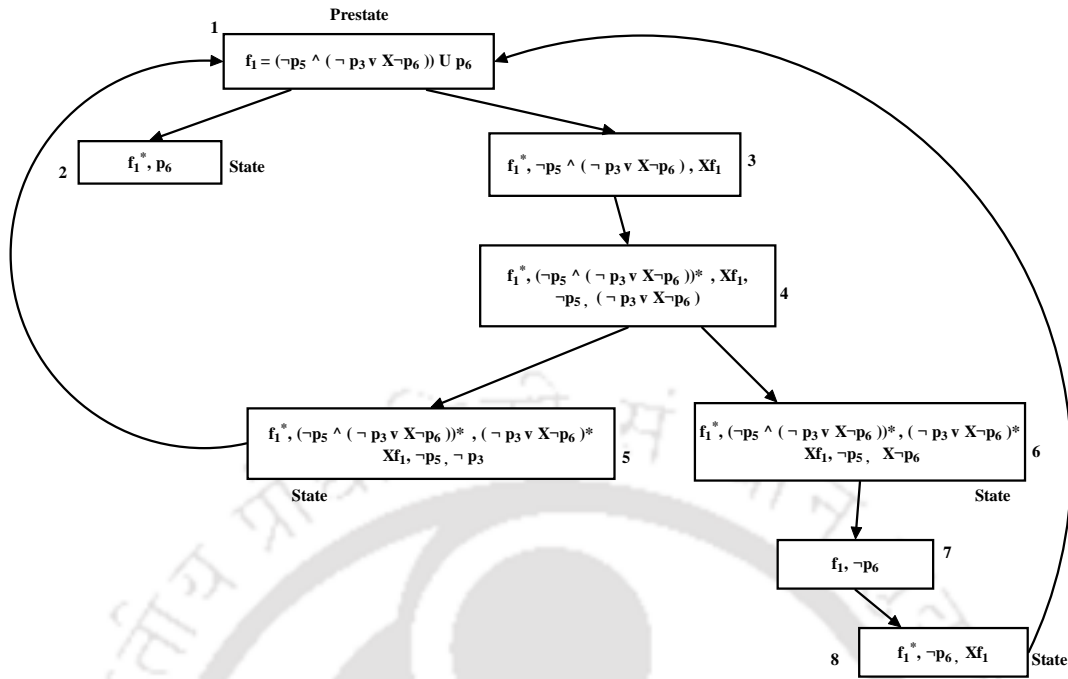 Prestate
1
f₁ = (¬p₅ ^ ( ¬ p₃ v X¬p₆ )) U p₆
2
f₁*, p₆
State
f₁*, ¬p₅ ^ ( ¬ p₃ v X¬p₆ ) , Xf₁
3
f₁*, (¬p₅ ^ ( ¬ p₃ v X¬p₆ ))* , Xf₁,
¬p₅ , ( ¬ p₃ v X¬p₆ )
4
f₁*, (¬p₅ ^ ( ¬ p₃ v X¬p₆ ))* , ( ¬ p₃ v X¬p₆ )*
Xf₁, ¬p₅ , ¬ p₃
5
State
f₁*, (¬p₅ ^ ( ¬ p₃ v X¬p₆ ))* , ( ¬ p₃ v X¬p₆ )*
Xf₁, ¬p₅ , X¬p₆
6
State
f₁, ¬p₆
7
8
f₁*, ¬p₆ , Xf₁
State